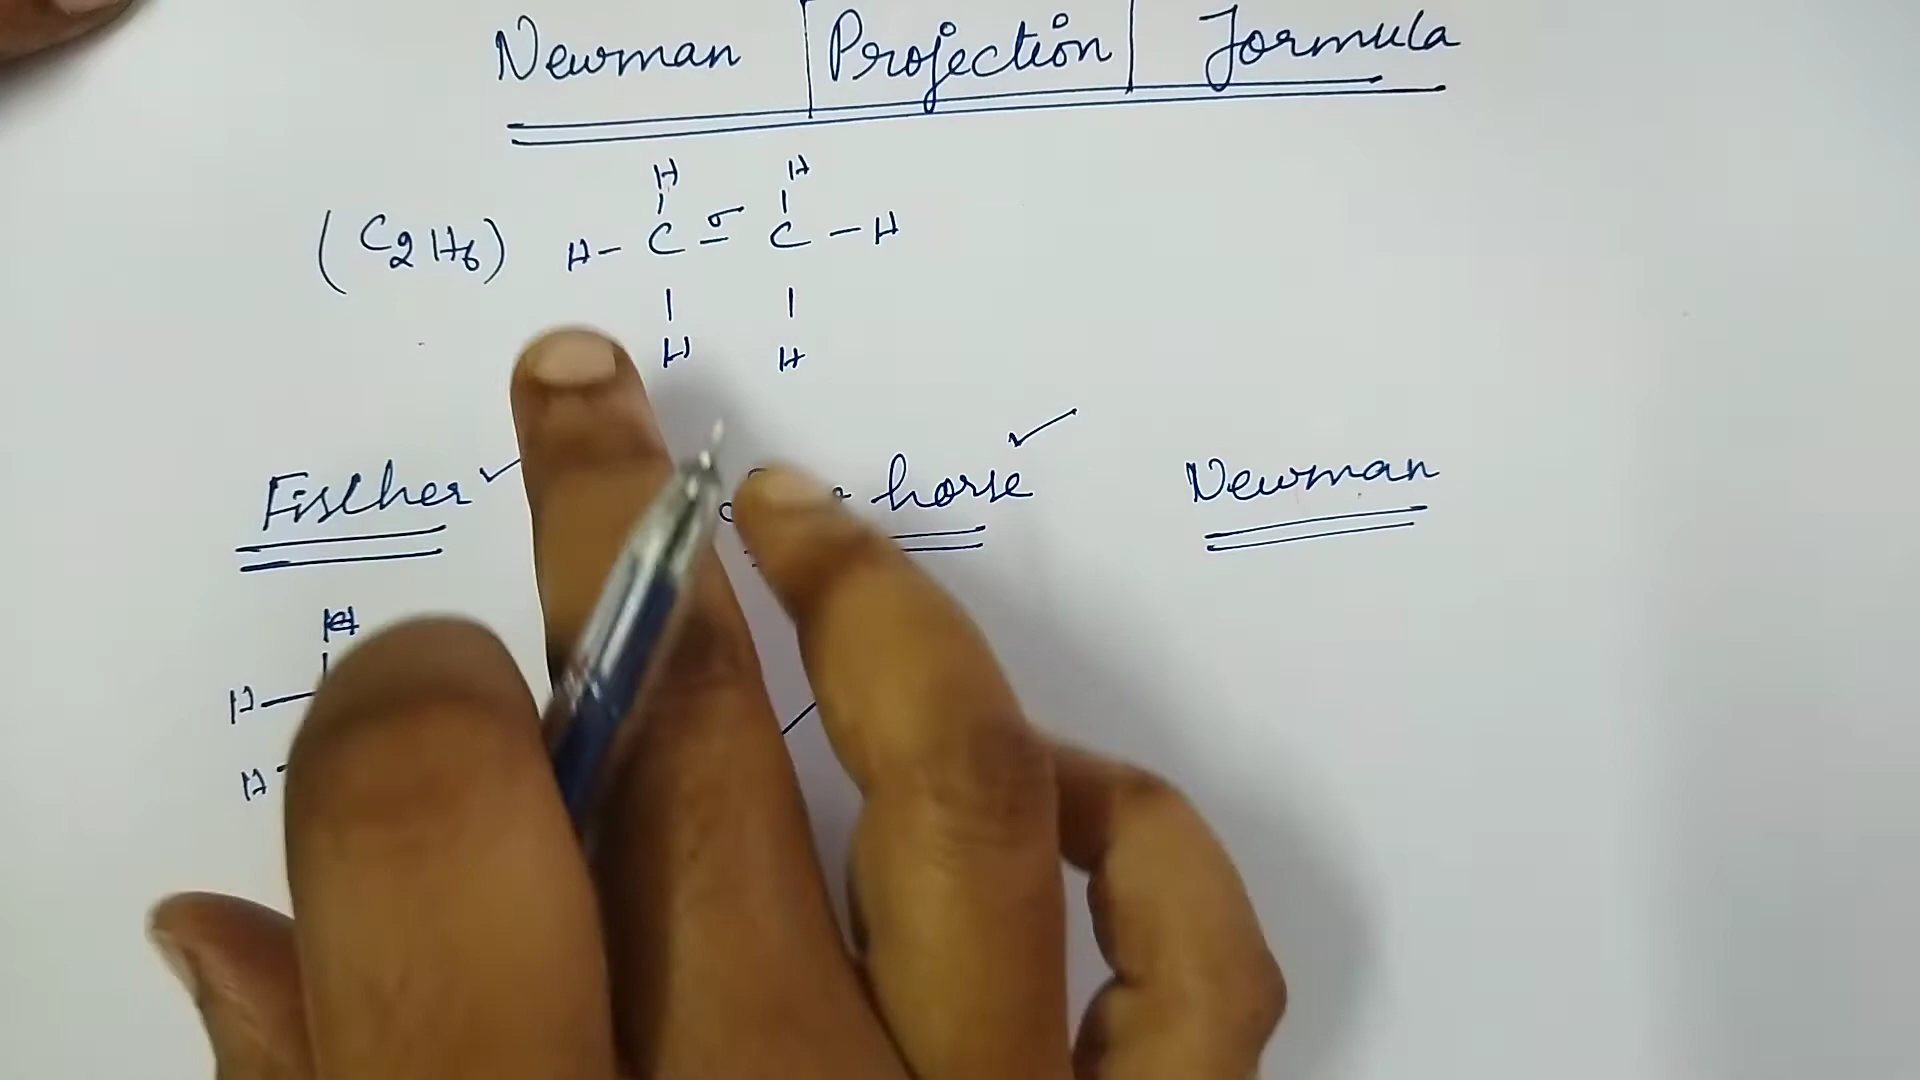 Newman Projection Formula
H H
(C2H6) H-C-C-H
σ
H H
Fischer ✓ horse ✓ Newman
H
H
H